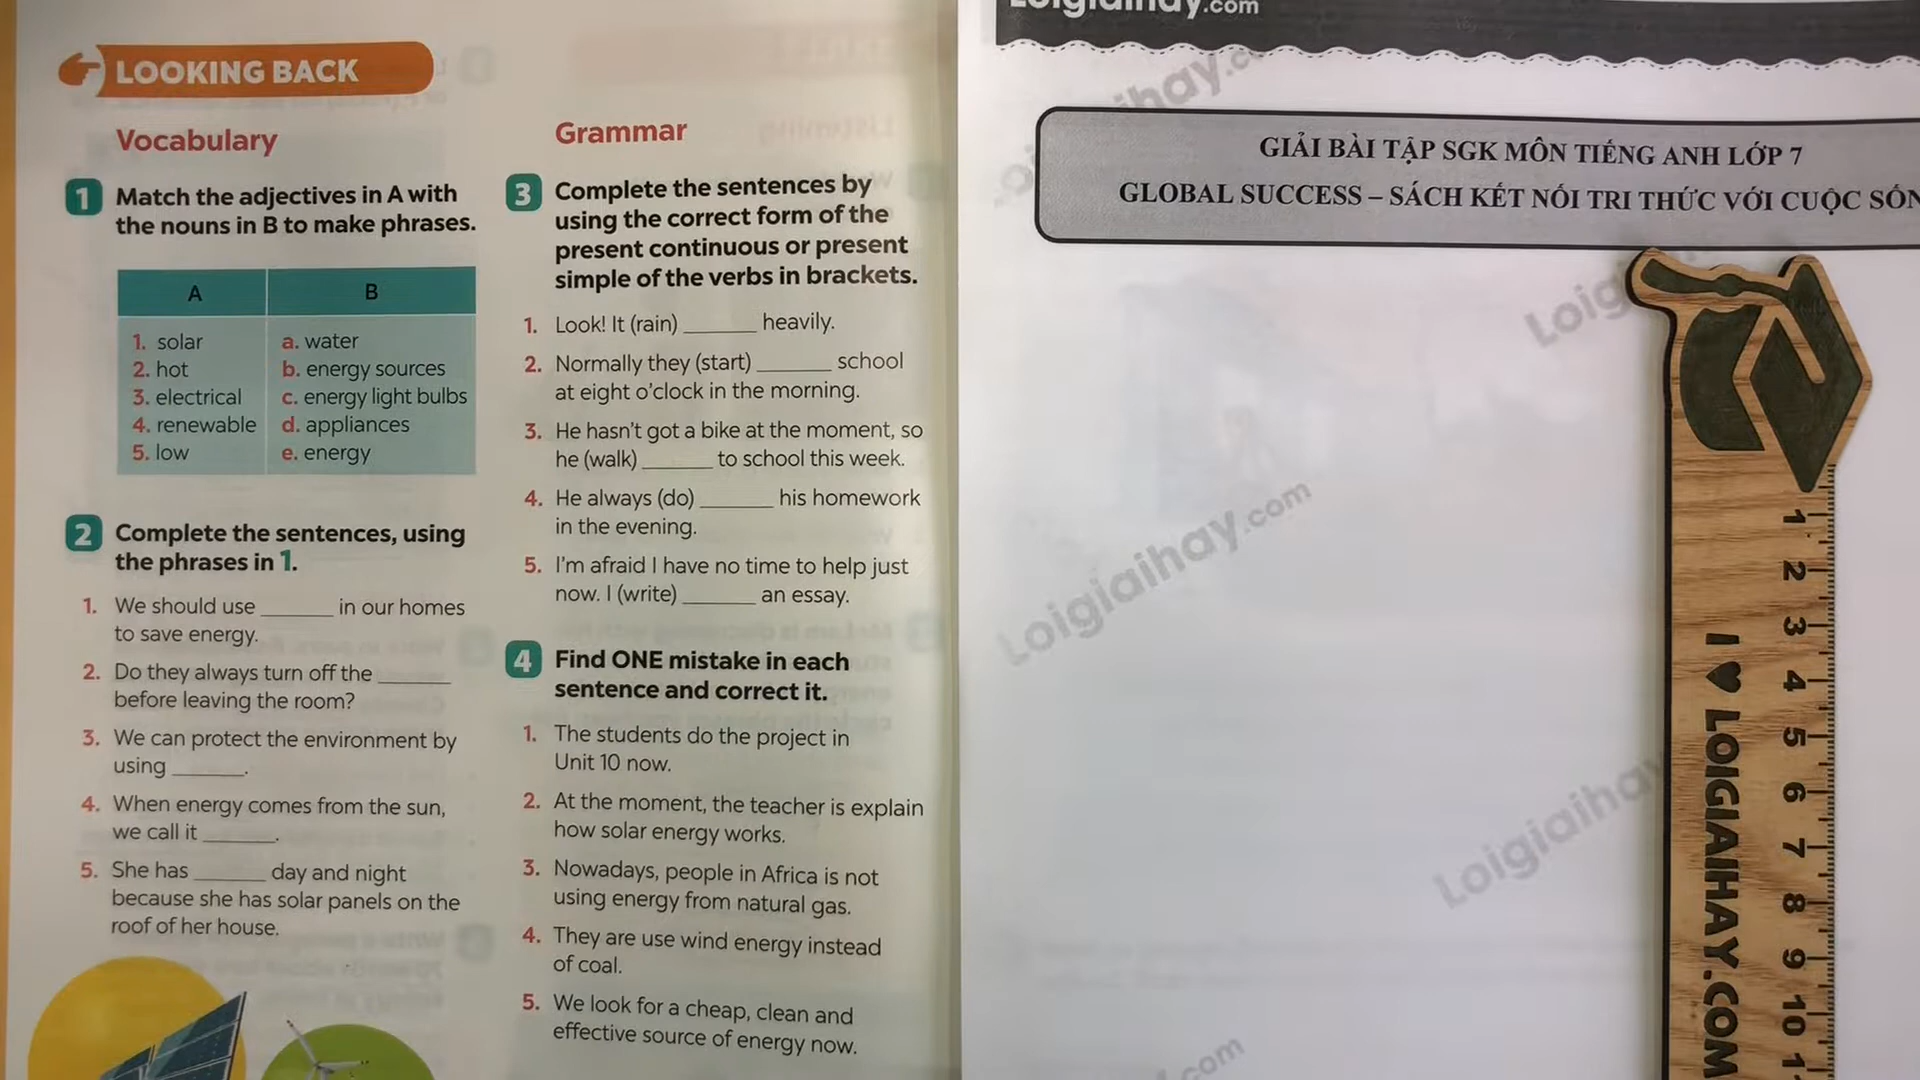 LOOKING BACK
Vocabulary
1 Match the adjectives in A with
the nouns in B to make phrases.
A B
1. solar a. water
2. hot b. energy sources
3. electrical c. energy light bulbs
4. renewable d. appliances
5. low e. energy
2 Complete the sentences, using
the phrases in 1.
1. We should use ______ in our homes
to save energy.
2. Do they always turn off the ______
before leaving the room?
3. We can protect the environment by
using ______.
4. When energy comes from the sun,
we call it ______.
5. She has ______ day and night
because she has solar panels on the
roof of her house.
Grammar
3 Complete the sentences by
using the correct form of the
present continuous or present
simple of the verbs in brackets.
1. Look! It (rain) ______ heavily.
2. Normally they (start) ______ school
at eight o'clock in the morning.
3. He hasn't got a bike at the moment, so
he (walk) ______ to school this week.
4. He always (do) ______ his homework
in the evening.
5. I'm afraid I have no time to help just
now. I (write) ______ an essay.
4 Find ONE mistake in each
sentence and correct it.
1. The students do the project in
Unit 10 now.
2. At the moment, the teacher is explain
how solar energy works.
3. Nowadays, people in Africa is not
using energy from natural gas.
4. They are use wind energy instead
of coal.
5. We look for a cheap, clean and
effective source of energy now.
Loigiaihay.com
GIẢI BÀI TẬP SGK MÔN TIẾNG ANH LỚP 7
GLOBAL SUCCESS – SÁCH KẾT NỐI TRI THỨC VỚI CUỘC SỐN
Loigiaihay.com
Loigiaihay
.com
I ♥ LOIGIAIHAY.COM
1 2 3 4 5 6 7 8 9 10